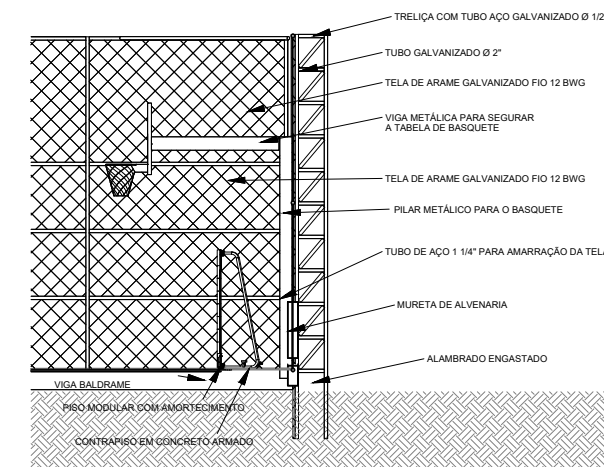 TRELIÇA COM TUBO AÇO GALVANIZADO Ø 1/2
TUBO GALVANIZADO Ø 2"
TELA DE ARAME GALVANIZADO FIO 12 BWG
VIGA METÁLICA PARA SEGURAR
A TABELA DE BASQUETE
TELA DE ARAME GALVANIZADO FIO 12 BWG
PILAR METÁLICO PARA O BASQUETE
TUBO DE AÇO 1 1/4" PARA AMARRAÇÃO DA TELA
MURETA DE ALVENARIA
ALAMBRADO ENGASTADO
VIGA BALDRAME
PISO MODULAR COM AMORTECIMENTO
CONTRAPISO EM CONCRETO ARMADO